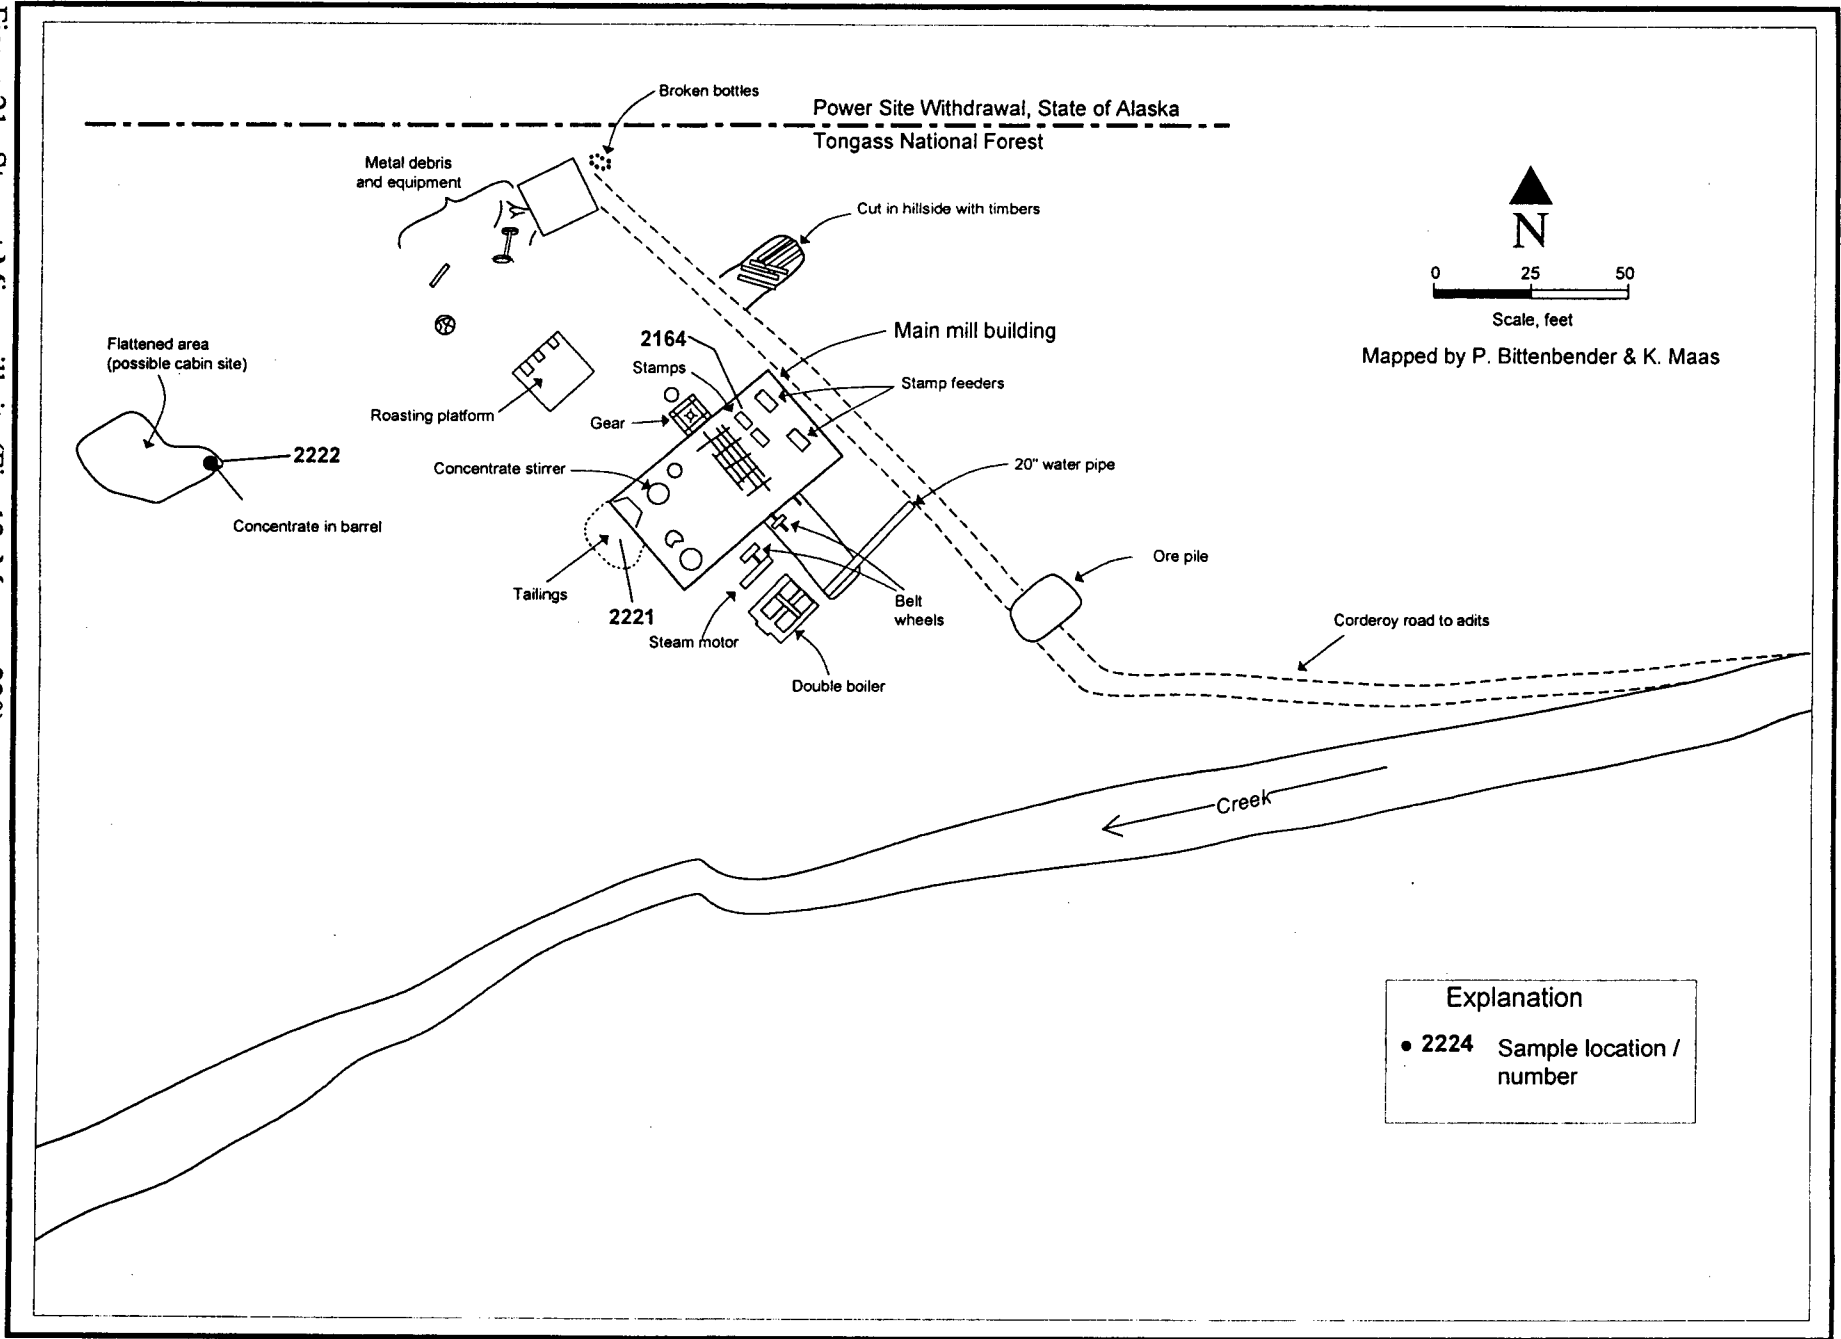 Broken bottles
Power Site Withdrawal, State of Alaska
Tongass National Forest
Metal debris
and equipment
Cut in hillside with timbers
N
0 25 50
Scale, feet
Mapped by P. Bittenbender & K. Maas
Main mill building
2164
Stamps
Stamp feeders
Flattened area
(possible cabin site)
Roasting platform
Gear
2222
Concentrate stirrer
20" water pipe
Concentrate in barrel
Ore pile
Tailings
2221
Belt
wheels
Steam motor
Corderoy road to adits
Double boiler
Creek
Explanation
2224 Sample location /
number